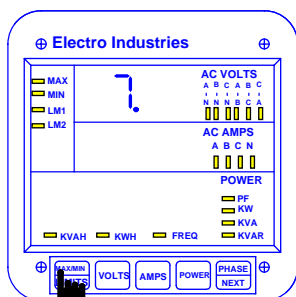 Electro Industries
MAX
MIN
LM1
LM2
7.
AC VOLTS
A B C A B C
- - - - - -
N N N B C A
AC AMPS
A B C N
POWER
PF
KW
KVA
KVAR
KVAH
KWH
FREQ
MAX/MIN
VOLTS
AMPS
POWER
PHASE
NEXT